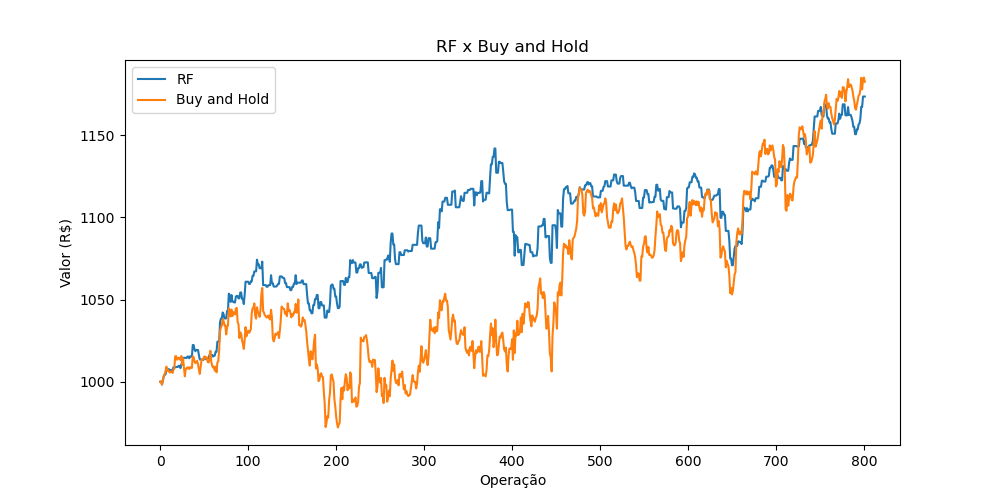 RF x Buy and Hold
RF
Buy and Hold
1150
1100
1050
1000
Valor (R$)
0 100 200 300 400 500 600 700 800
Operação